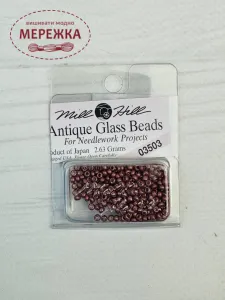 ВИШИВАТИ МОДНО
МЕРЕЖКА
Mill Hill
Antique Glass Beads
For Needlework Projects
Product of Japan 2.63 Grams
03503